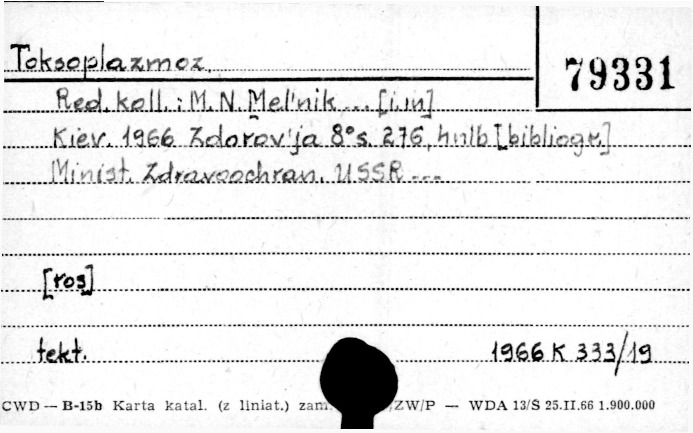 Toksoplazmoz.
79331
Red. koll.: M. N. Mel'nik ... [i.in]
Kiev. 1966 Zdorov'ja 8° s. 276, [bibliogr.]
Minist. Zdravoochran. USSR ---
[ros]
tekt.
1966 K 333/19
CWD — B-15b Karta katal. (z liniat.) zam. ZW/P — WDA 13/S 25.II.66 1.900.000